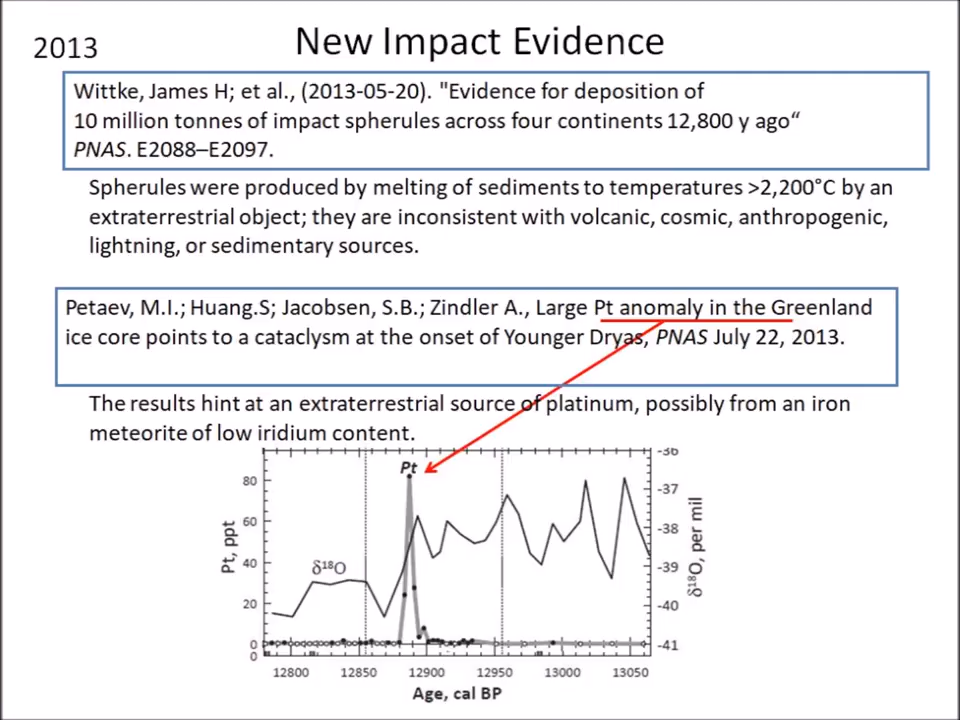 2013
New Impact Evidence
Wittke, James H; et al., (2013-05-20). "Evidence for deposition of
10 million tonnes of impact spherules across four continents 12,800 y ago“
PNAS. E2088–E2097.
Spherules were produced by melting of sediments to temperatures >2,200°C by an
extraterrestrial object; they are inconsistent with volcanic, cosmic, anthropogenic,
lightning, or sedimentary sources.
Petaev, M.I.; Huang.S; Jacobsen, S.B.; Zindler A., Large Pt anomaly in the Greenland
ice core points to a cataclysm at the onset of Younger Dryas, PNAS July 22, 2013.
The results hint at an extraterrestrial source of platinum, possibly from an iron
meteorite of low iridium content.
Pt
δ18O
Pt, ppt
80
60
40
20
0
0
-36
-37
-38
-39
-40
-41
δ18O, per mil
12800 12850 12900 12950 13000 13050
Age, cal BP